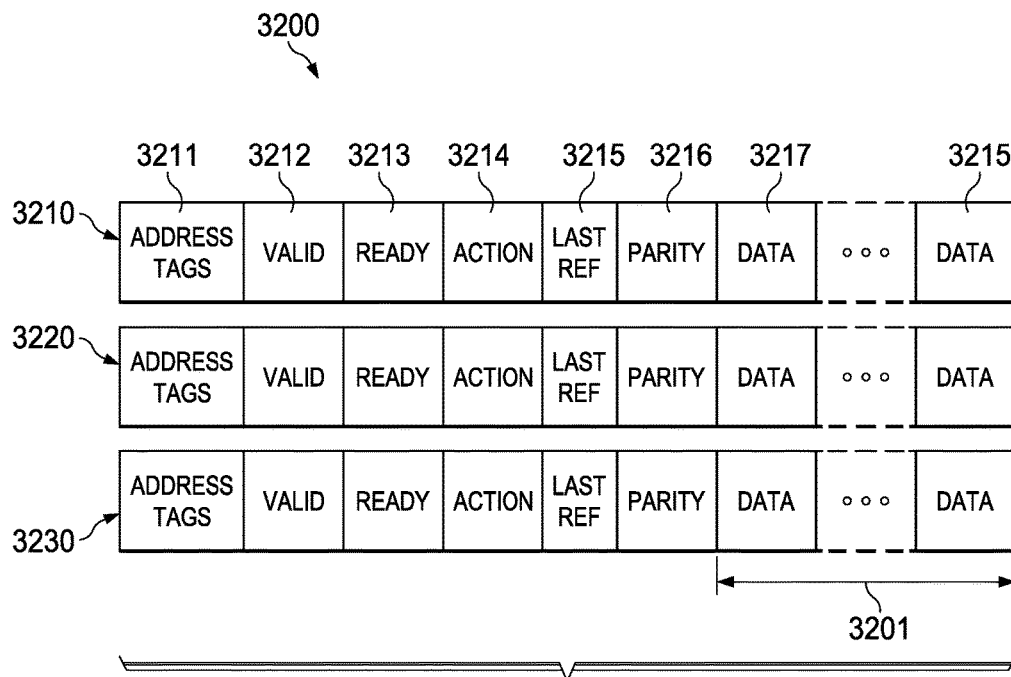 3200
3211 3212 3213 3214 3215 3216 3217 3215
3210
ADDRESS TAGS VALID READY ACTION LAST REF PARITY DATA ° ° ° DATA
3220
ADDRESS TAGS VALID READY ACTION LAST REF PARITY DATA ° ° ° DATA
3230
ADDRESS TAGS VALID READY ACTION LAST REF PARITY DATA ° ° ° DATA
3201